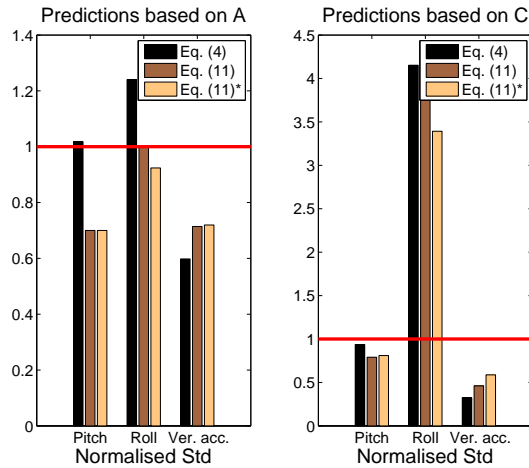 Predictions based on A
1.4
1.2
1
0.8
0.6
0.4
0.2
0
Eq. (4)
Eq. (11)
Eq. (11)*
Pitch Roll Ver. acc.
Normalised Std
Predictions based on C
4.5
4
3.5
3
2.5
2
1.5
1
0.5
0
Eq. (4)
Eq. (11)
Eq. (11)*
Pitch Roll Ver. acc.
Normalised Std